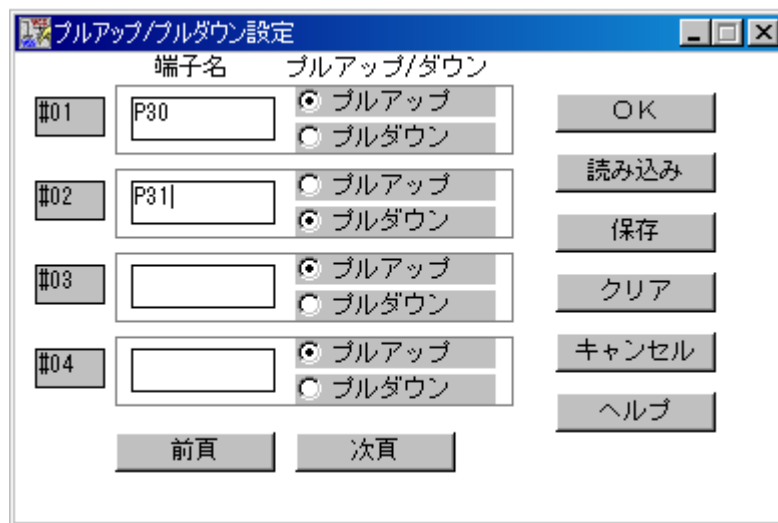 プルアップ/プルダウン設定
端子名 プルアップ/ダウン
#01 P30 プルアップ
プルダウン
OK
読み込み
#02 P31 プルアップ
プルダウン
保存
#03 プルアップ
プルダウン
クリア
#04 プルアップ
プルダウン
キャンセル
ヘルプ
前頁 次頁